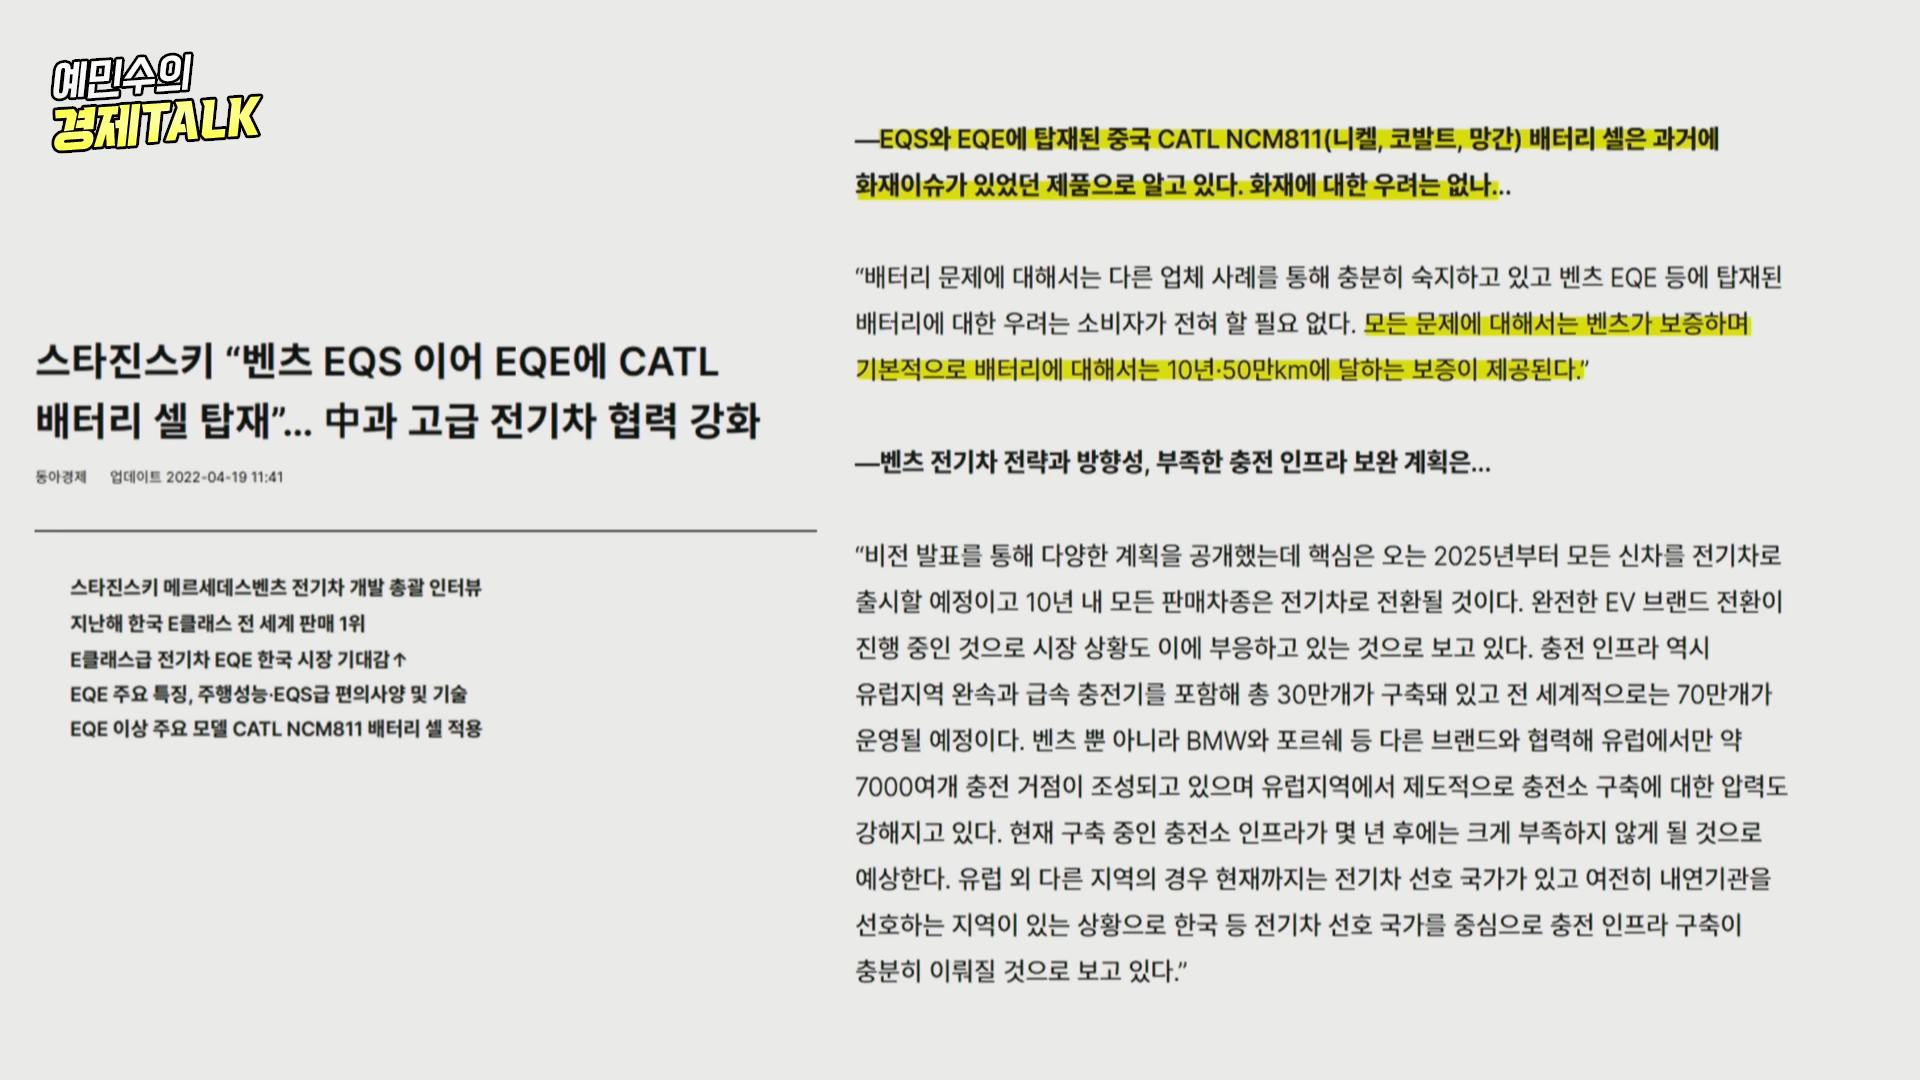 예민수의
경제TALK
스타진스키 “벤츠 EQS 이어 EQE에 CATL
배터리 셀 탑재”... 中과 고급 전기차 협력 강화
동아경제 업데이트 2022-04-19 11:41
스타진스키 메르세데스벤츠 전기차 개발 총괄 인터뷰
지난해 한국 E클래스 전 세계 판매 1위
E클래스급 전기차 EQE 한국 시장 기대감↑
EQE 주요 특징, 주행성능·EQS급 편의사양 및 기술
EQE 이상 주요 모델 CATL NCM811 배터리 셀 적용
—EQS와 EQE에 탑재된 중국 CATL NCM811(니켈, 코발트, 망간) 배터리 셀은 과거에
화재이슈가 있었던 제품으로 알고 있다. 화재에 대한 우려는 없나...
“배터리 문제에 대해서는 다른 업체 사례를 통해 충분히 숙지하고 있고 벤츠 EQE 등에 탑재된
배터리에 대한 우려는 소비자가 전혀 할 필요 없다. 모든 문제에 대해서는 벤츠가 보증하며
기본적으로 배터리에 대해서는 10년·50만km에 달하는 보증이 제공된다.”
—벤츠 전기차 전략과 방향성, 부족한 충전 인프라 보완 계획은...
“비전 발표를 통해 다양한 계획을 공개했는데 핵심은 오는 2025년부터 모든 신차를 전기차로
출시할 예정이고 10년 내 모든 판매차종은 전기차로 전환될 것이다. 완전한 EV 브랜드 전환이
진행 중인 것으로 시장 상황도 이에 부응하고 있는 것으로 보고 있다. 충전 인프라 역시
유럽지역 완속과 급속 충전기를 포함해 총 30만개가 구축돼 있고 전 세계적으로는 70만개가
운영될 예정이다. 벤츠 뿐 아니라 BMW와 포르쉐 등 다른 브랜드와 협력해 유럽에서만 약
7000여개 충전 거점이 조성되고 있으며 유럽지역에서 제도적으로 충전소 구축에 대한 압력도
강해지고 있다. 현재 구축 중인 충전소 인프라가 몇 년 후에는 크게 부족하지 않게 될 것으로
예상한다. 유럽 외 다른 지역의 경우 현재까지는 전기차 선호 국가가 있고 여전히 내연기관을
선호하는 지역이 있는 상황으로 한국 등 전기차 선호 국가를 중심으로 충전 인프라 구축이
충분히 이뤄질 것으로 보고 있다.”